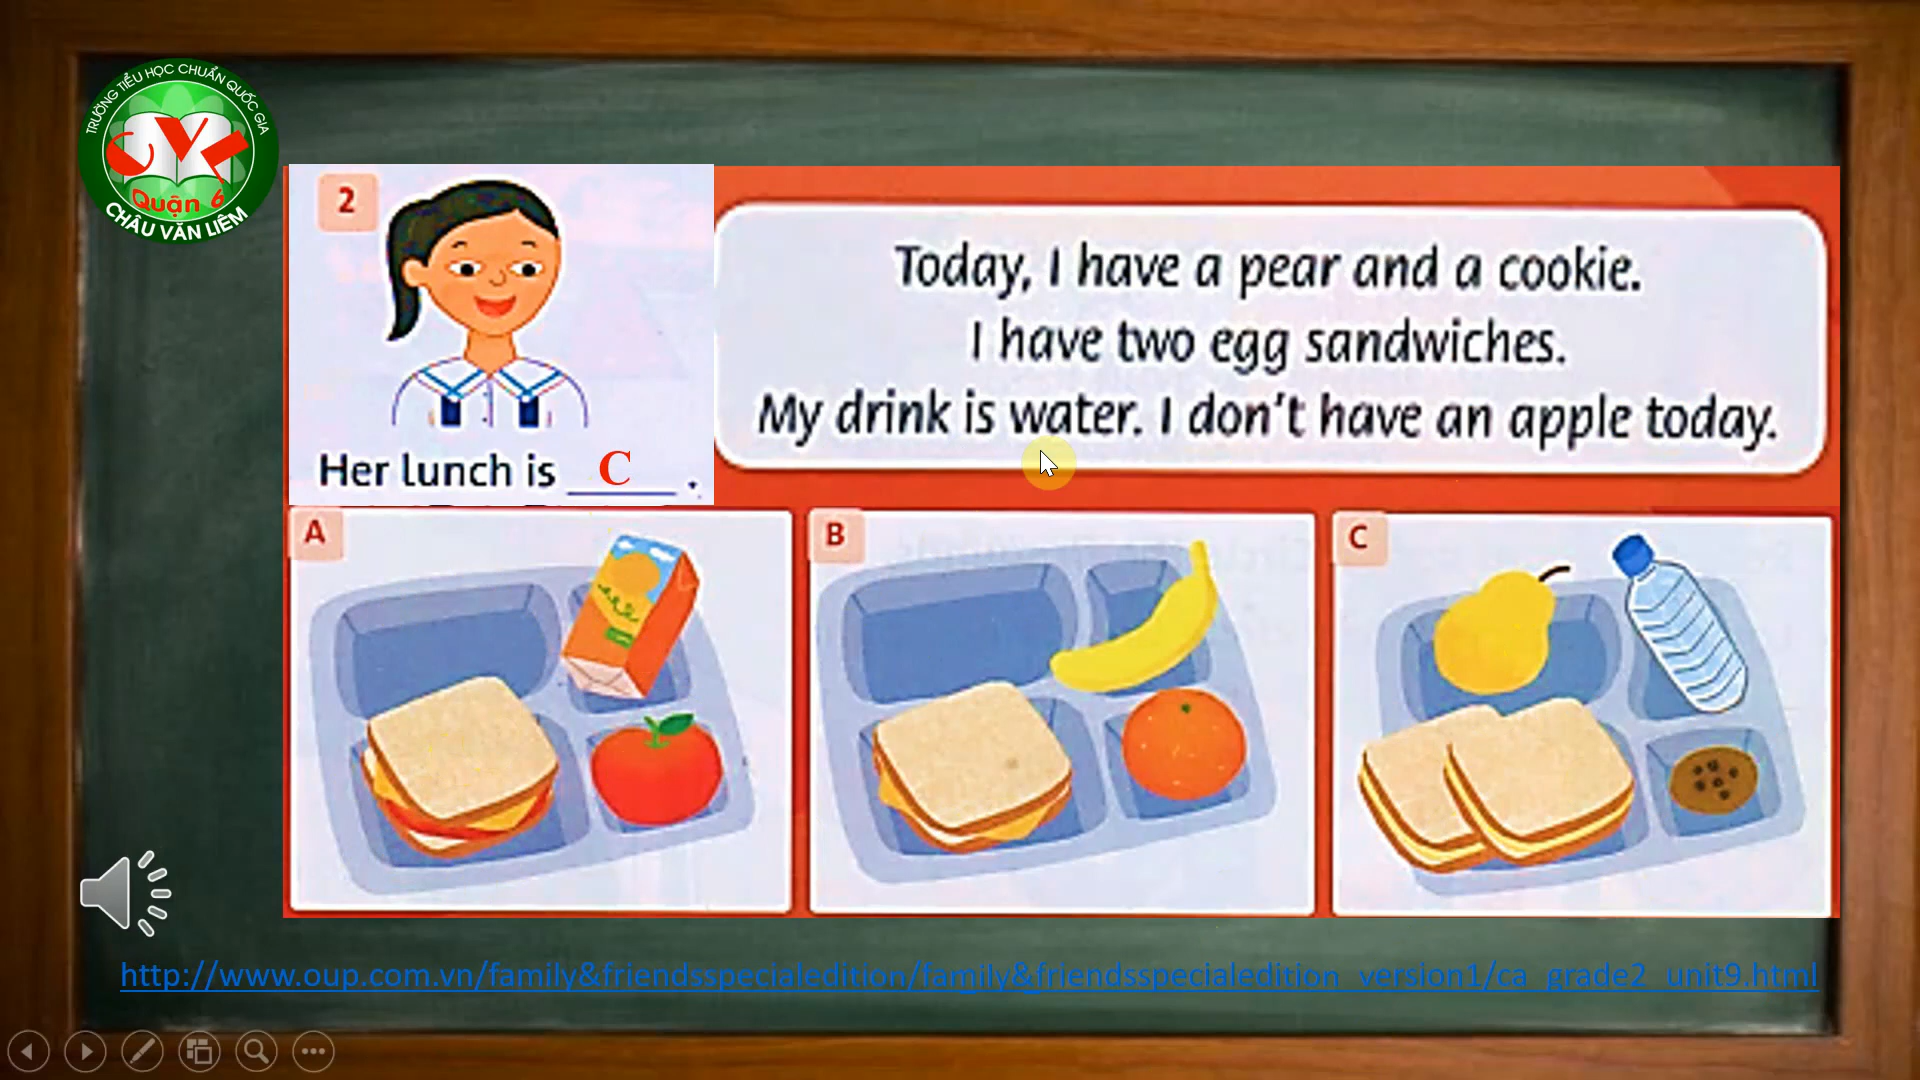 TRƯỜNG TIỂU HỌC CHUẨN QUỐC GIA
CVL
Quận 6
CHÂU VĂN LIÊM
2
Today, I have a pear and a cookie.
I have two egg sandwiches.
My drink is water. I don't have an apple today.
Her lunch is C .
A
B
C
http://www.oup.com.vn/family&friendsspecialedition/family&friendsspecialedition_version1/ca_grade2_unit9.html